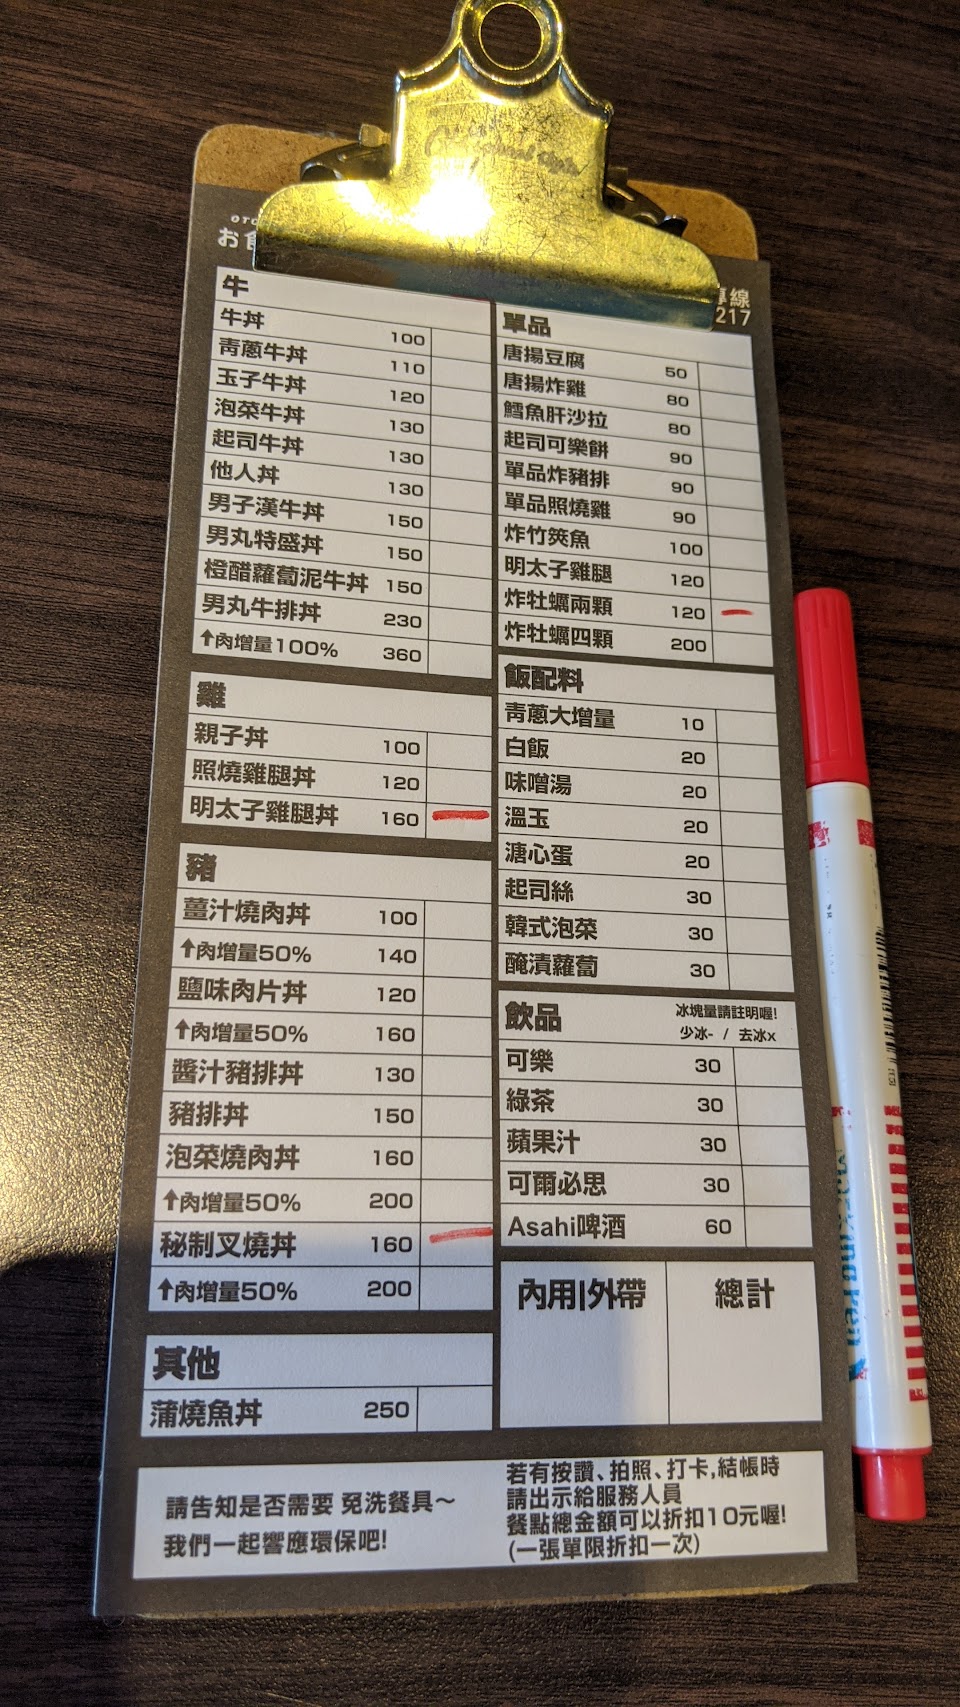 お食
專線
217
牛
牛丼 100
青蔥牛丼 110
玉子牛丼 120
泡菜牛丼 130
起司牛丼 130
他人丼 130
男子漢牛丼 150
男丸特盛丼 150
橙醋蘿蔔泥牛丼 150
男丸牛排丼 230
↑肉增量100% 360
雞
親子丼 100
照燒雞腿丼 120
明太子雞腿丼 160
豬
薑汁燒肉丼 100
↑肉增量50% 140
鹽味肉片丼 120
↑肉增量50% 160
醬汁豬排丼 130
豬排丼 150
泡菜燒肉丼 160
↑肉增量50% 200
秘制叉燒丼 160
↑肉增量50% 200
其他
蒲燒魚丼 250
單品
唐揚豆腐 50
唐揚炸雞 80
鱈魚肝沙拉 80
起司可樂餅 90
單品炸豬排 90
單品照燒雞 90
炸竹筴魚 100
明太子雞腿 120
炸牡蠣兩顆 120
炸牡蠣四顆 200
飯配料
青蔥大增量 10
白飯 20
味噌湯 20
溫玉 20
溏心蛋 20
起司絲 30
韓式泡菜 30
醃漬蘿蔔 30
飲品
冰塊量請註明喔!
少冰- / 去冰x
可樂 30
綠茶 30
蘋果汁 30
可爾必思 30
Asahi啤酒 60
內用|外帶 總計
請告知是否需要 免洗餐具～
我們一起響應環保吧!
若有按讚、拍照、打卡,結帳時
請出示給服務人員
餐點總金額可以折扣10元喔!
(一張單限折扣一次)